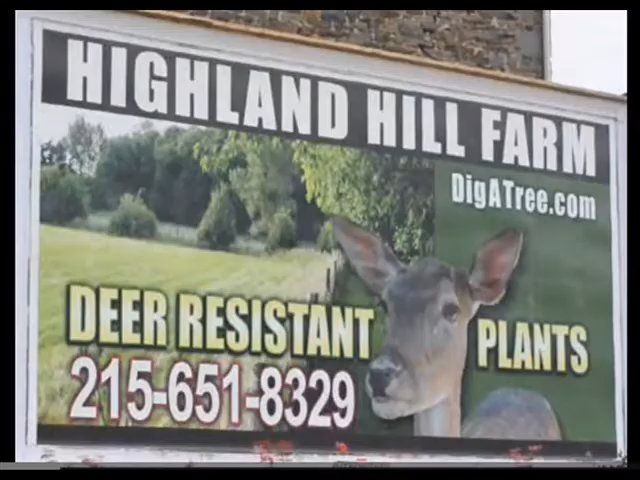 HIGHLAND HILL FARM
DigATree.com
DEER RESISTANT PLANTS
215-651-8329